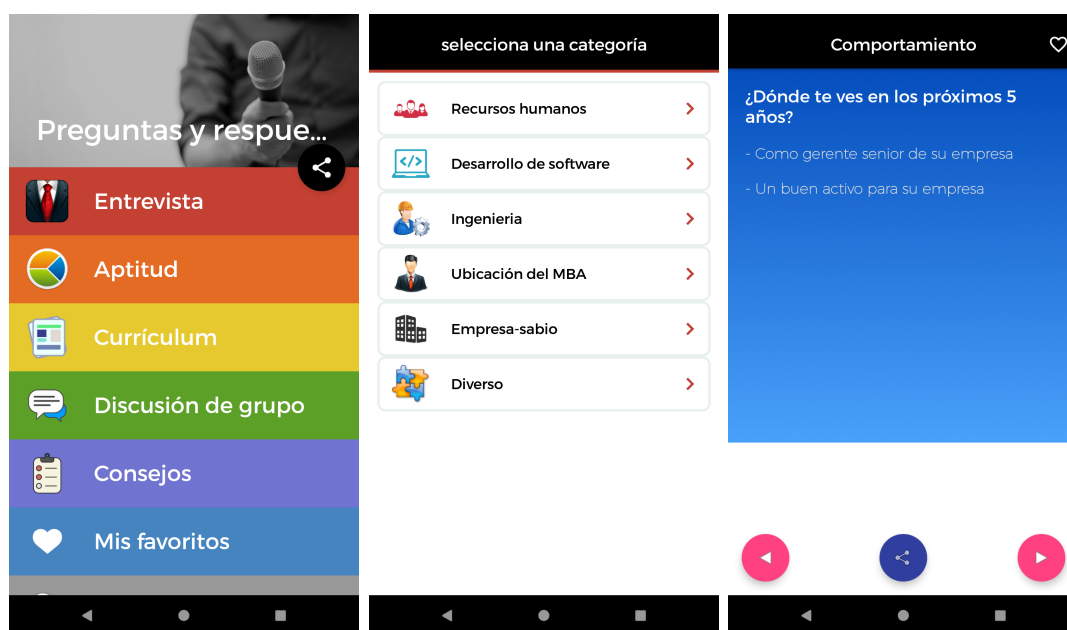 Preguntas y respue...
Entrevista
Aptitud
Currículum
Discusión de grupo
Consejos
Mis favoritos
selecciona una categoría
Recursos humanos
</>
Desarrollo de software
Ingenieria
Ubicación del MBA
Empresa-sabio
Diverso
Comportamiento
¿Dónde te ves en los próximos 5
años?
- Como gerente senior de su empresa
- Un buen activo para su empresa